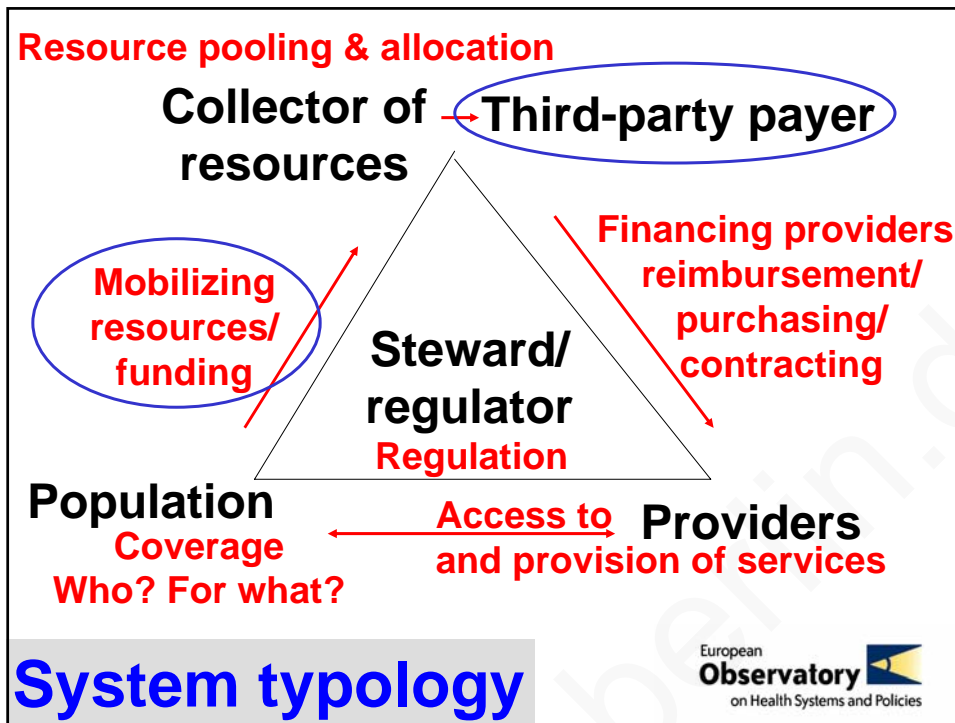 Resource pooling & allocation
Collector of
resources
Third-party payer
Mobilizing
resources/
funding
Financing providers
reimbursement/
purchasing/
contracting
Steward/
regulator
Regulation
Population
Coverage
Who? For what?
Access to
and provision of services
Providers
System typology
European
Observatory
on Health Systems and Policies